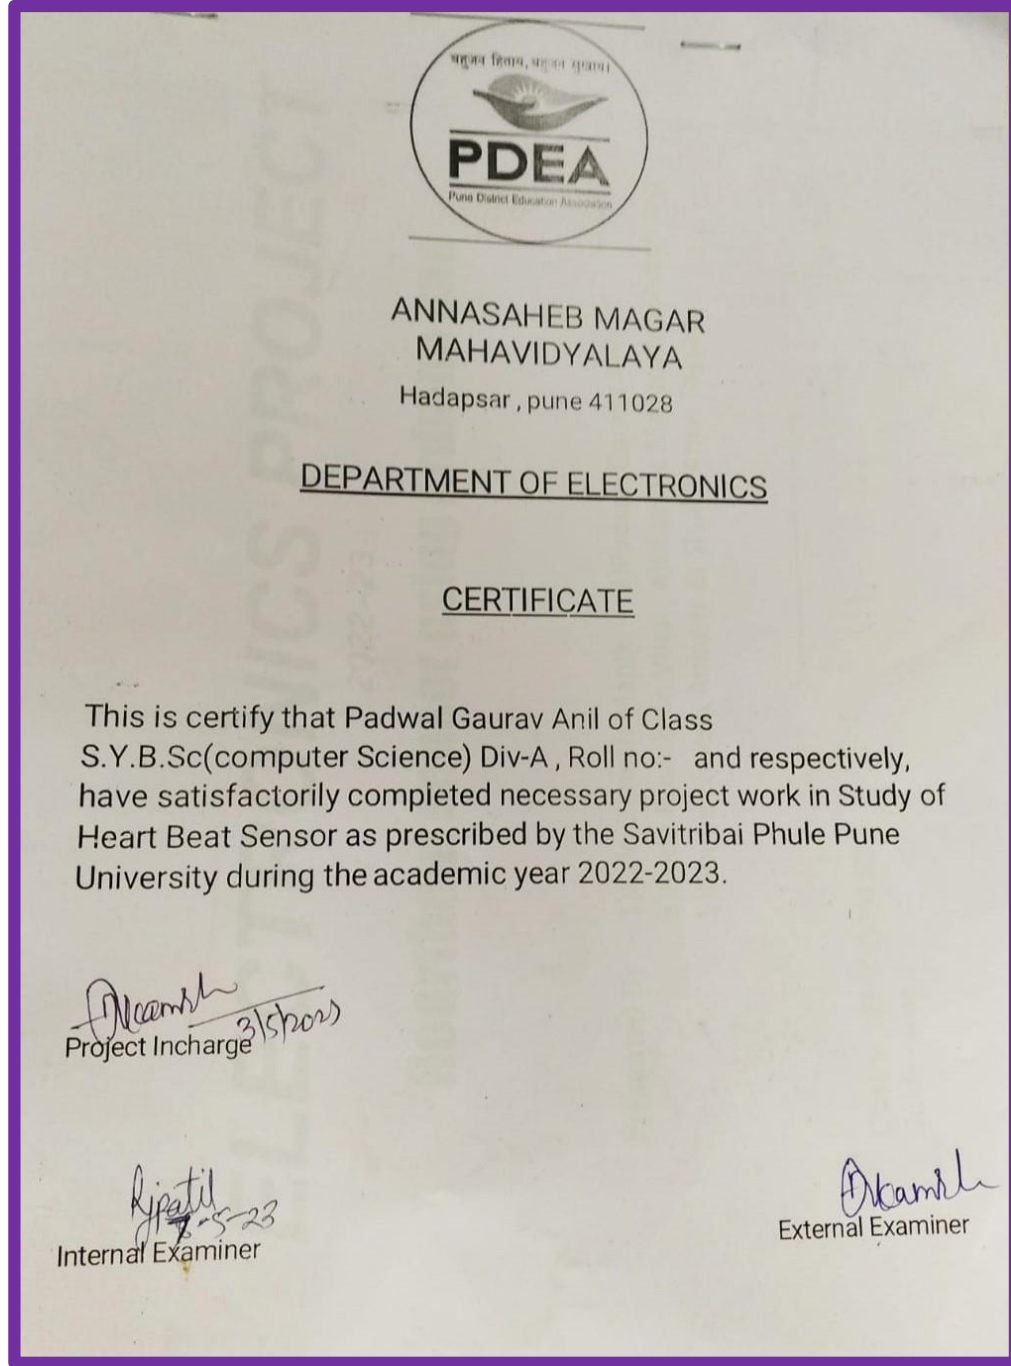 बहुजन हिताय, बहुजन सुखाय।
PDEA
Pune District Education Association
ANNASAHEB MAGAR
MAHAVIDYALAYA
Hadapsar , pune 411028
DEPARTMENT OF ELECTRONICS
CERTIFICATE
This is certify that Padwal Gaurav Anil of Class
S.Y.B.Sc(computer Science) Div-A , Roll no:- and respectively,
have satisfactorily compieted necessary project work in Study of
Heart Beat Sensor as prescribed by the Savitribai Phule Pune
University during the academic year 2022-2023.
3/5/2023
Project Incharge
Rjpatil
-5-23
Internal Examiner
External Examiner